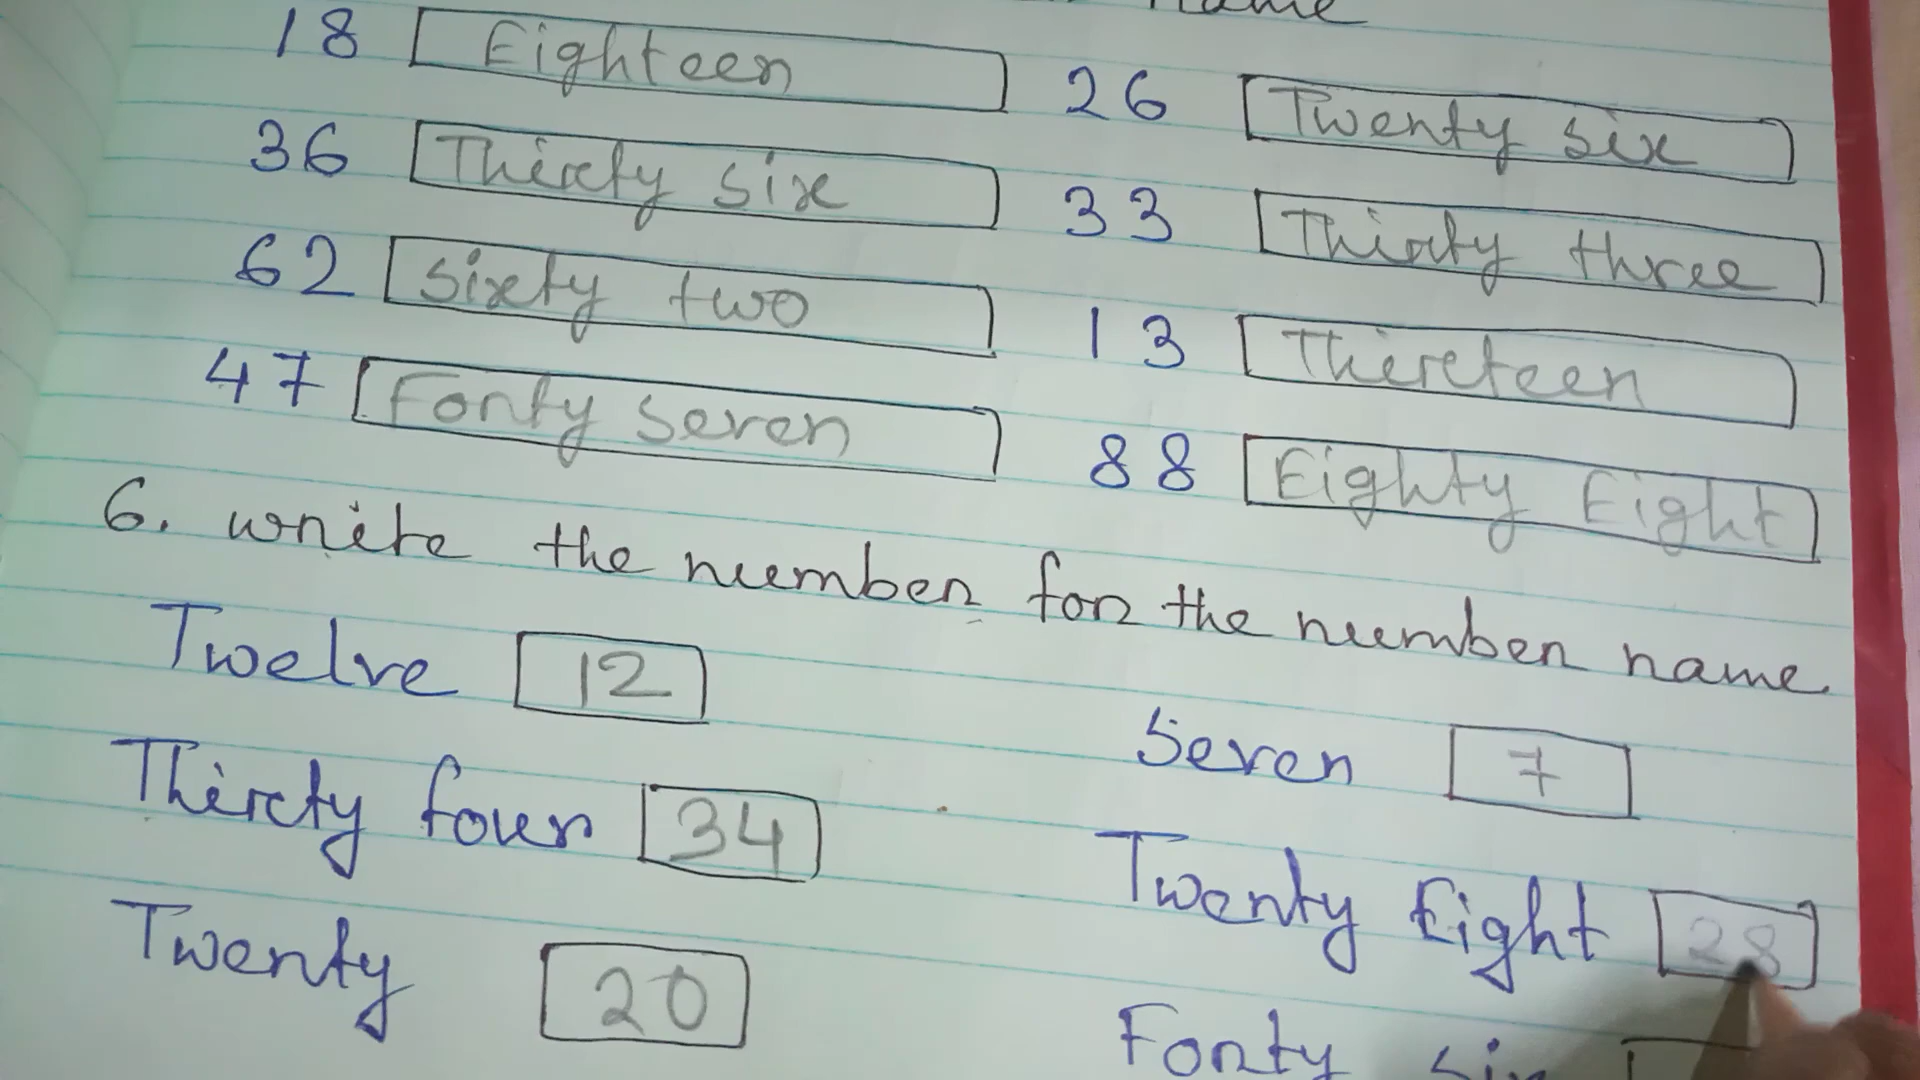 name
18 Eighteen
26 Twenty six
36 Thirty six
33 Thirty three
62 Sixty two
13 Thirteen
47 Forty seven
88 Eighty Eight
6. write the number for the number name
Twelve 12
Seven 7
Thirty four 34
Twenty Eight 28
Twenty 20
Forty six